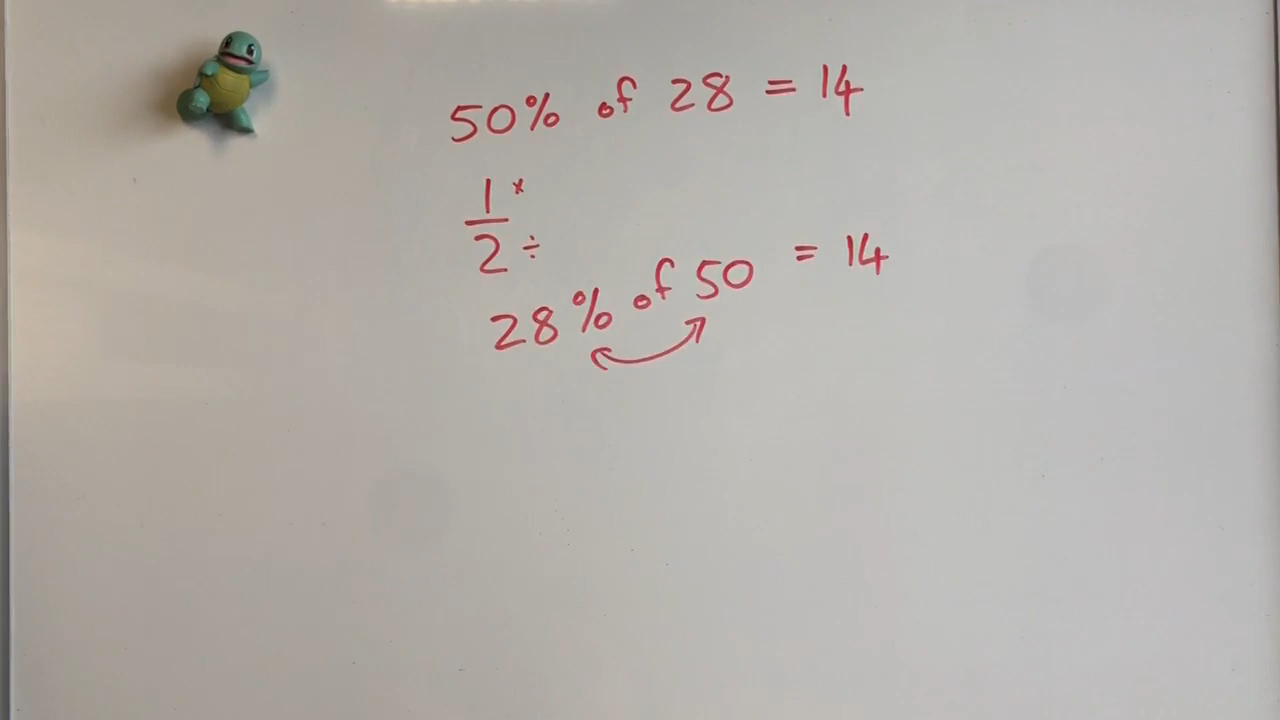 50% of 28 = 14
1 ×
2 ÷
28% of 50 = 14